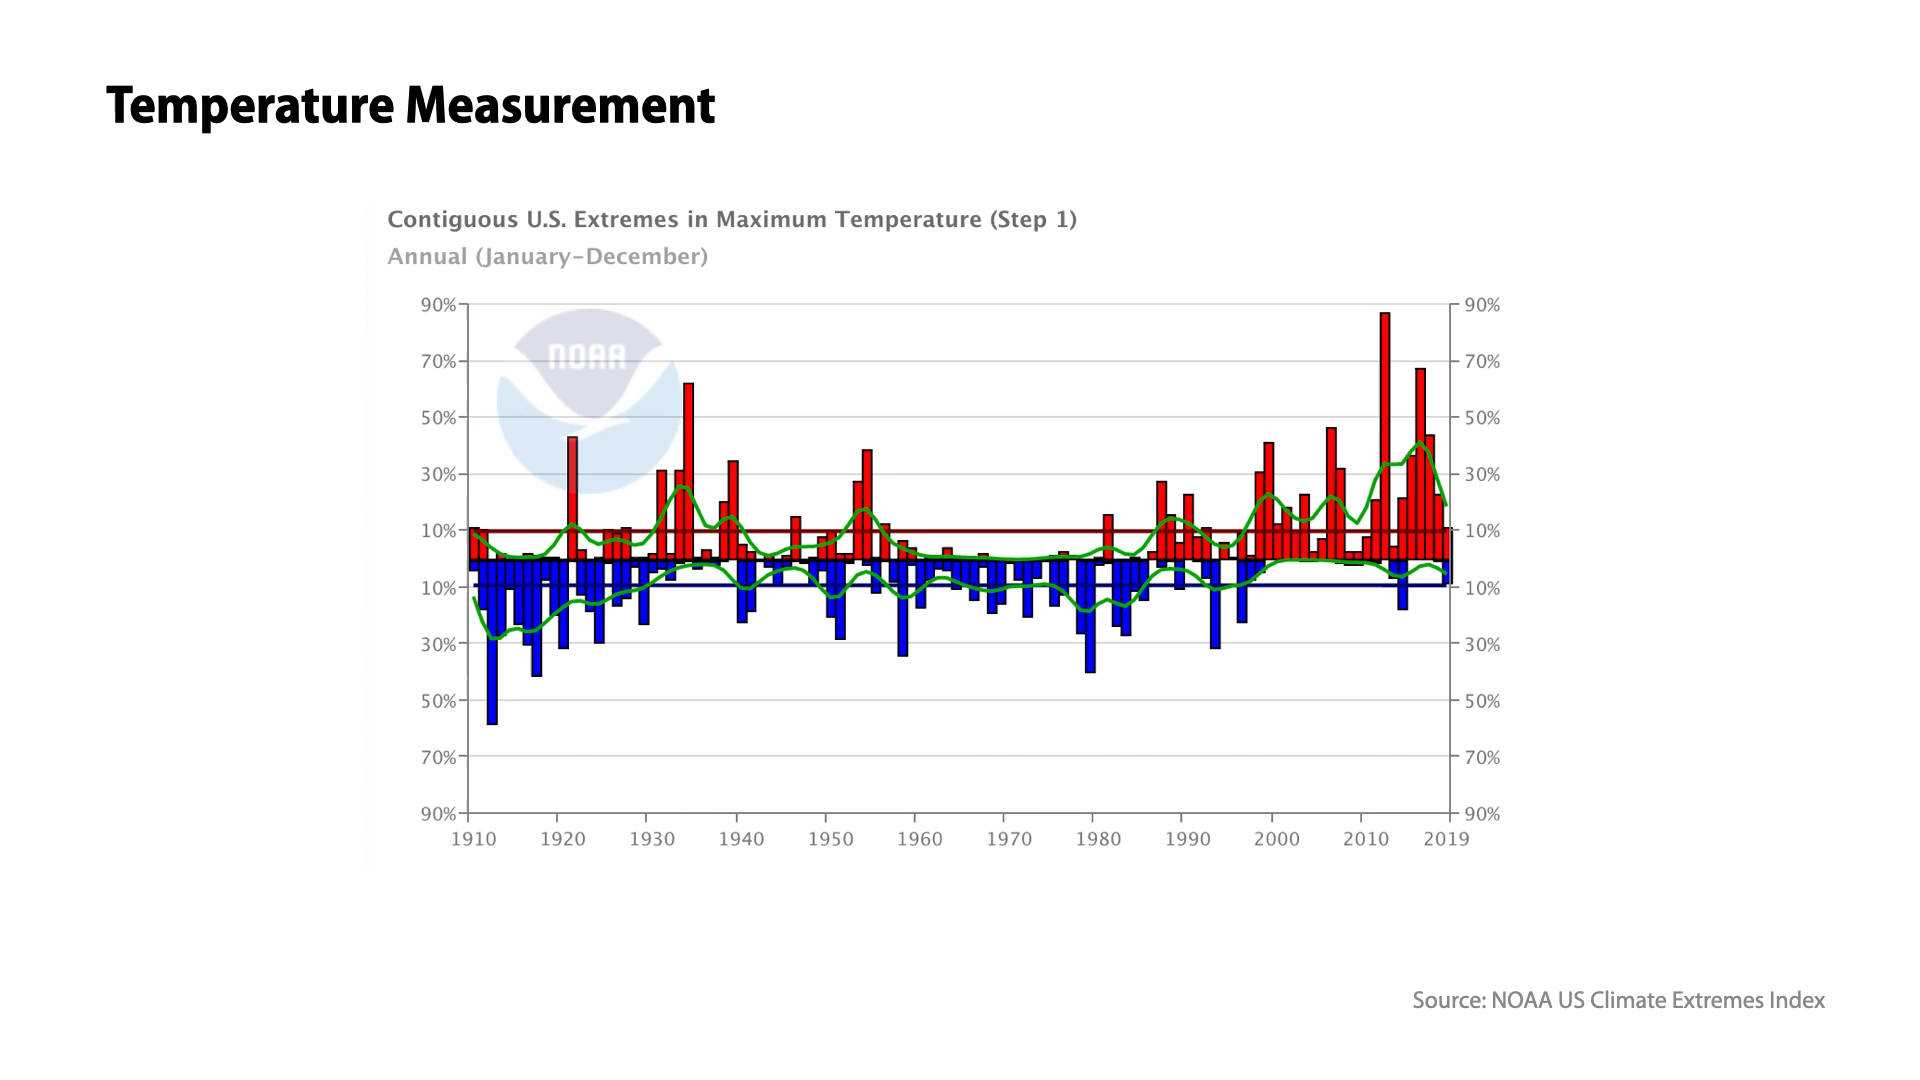 Temperature Measurement
Contiguous U.S. Extremes in Maximum Temperature (Step 1)
Annual (January–December)
NOAA
90% 90%
70% 70%
50% 50%
30% 30%
10% 10%
10% 10%
30% 30%
50% 50%
70% 70%
90% 90%
1910 1920 1930 1940 1950 1960 1970 1980 1990 2000 2010 2019
Source: NOAA US Climate Extremes Index